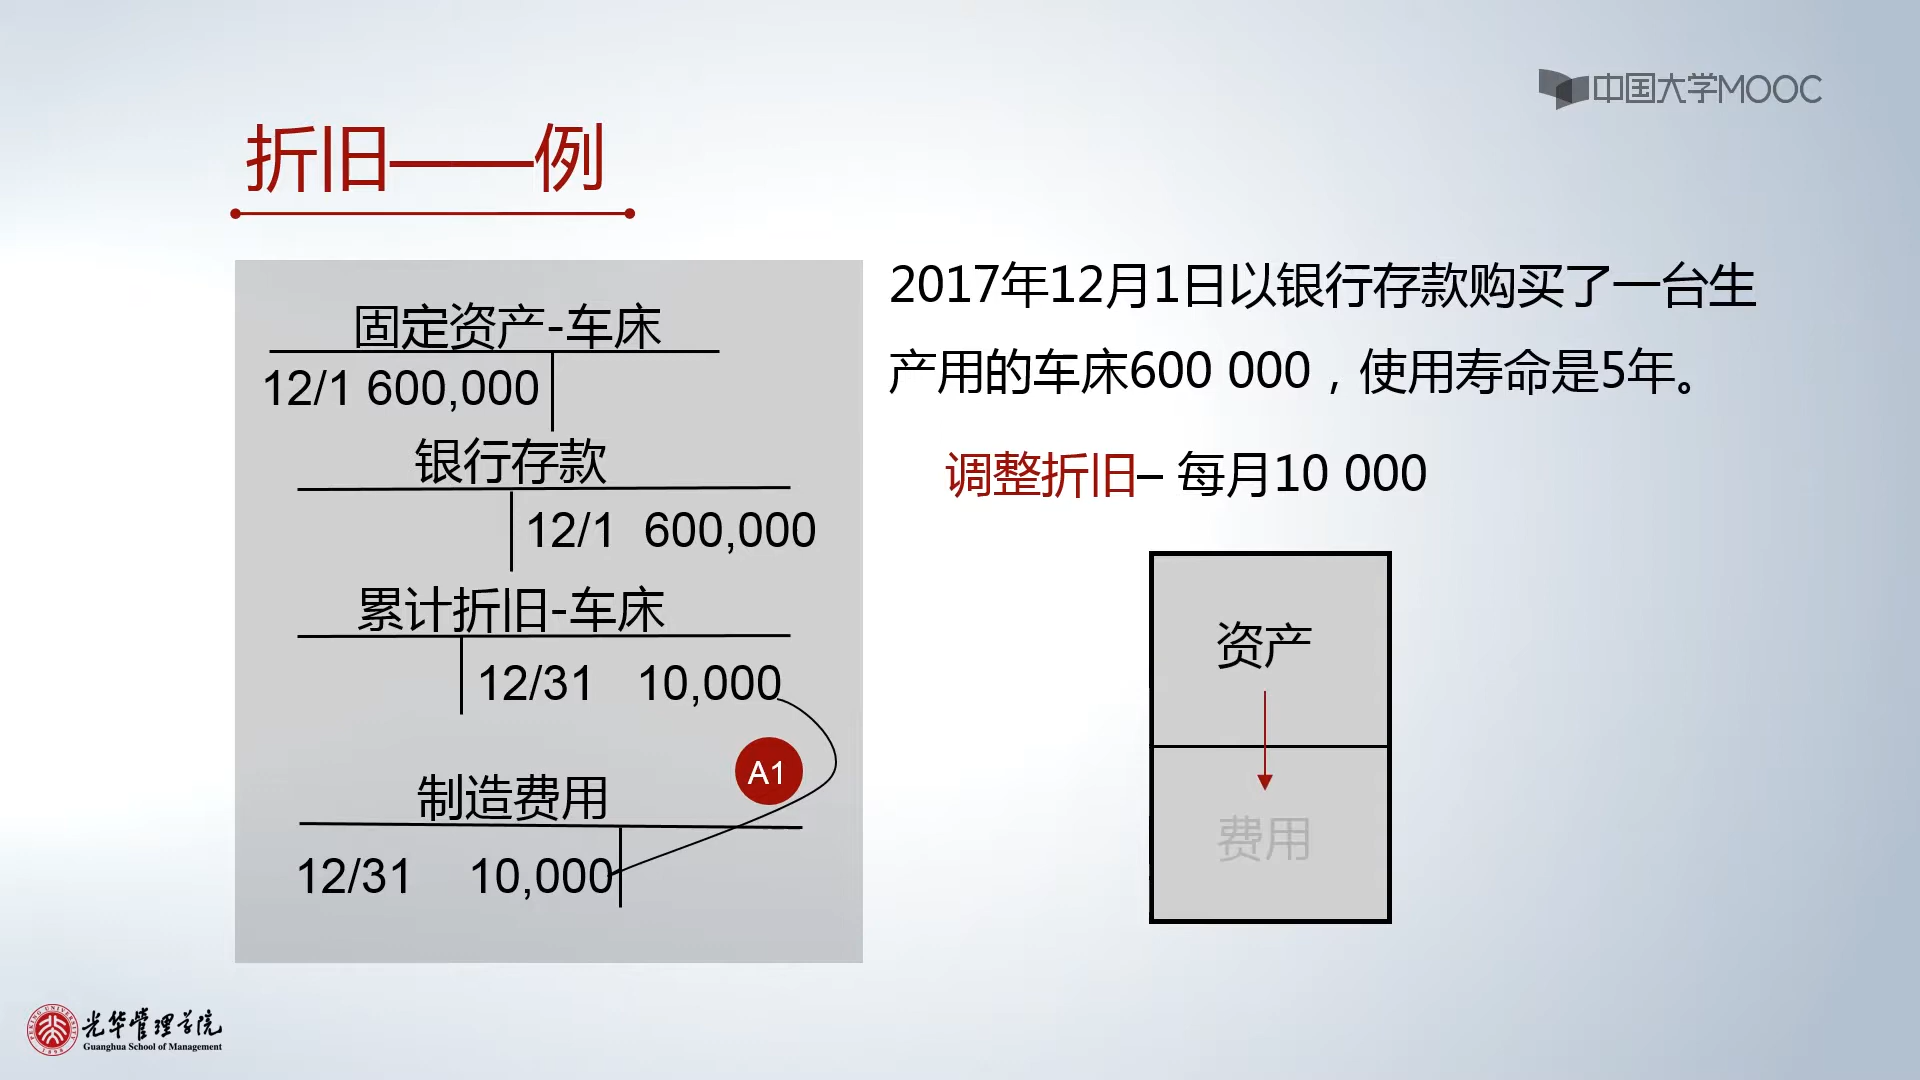 中国大学MOOC
折旧——例
固定资产-车床
12/1 600,000
银行存款
12/1 600,000
累计折旧-车床
12/31 10,000
A1
制造费用
12/31 10,000
2017年12月1日以银行存款购买了一台生
产用的车床600 000，使用寿命是5年。
调整折旧– 每月10 000
资产
费用
PEKING UNIVERSITY
1898
光华管理学院
Guanghua School of Management